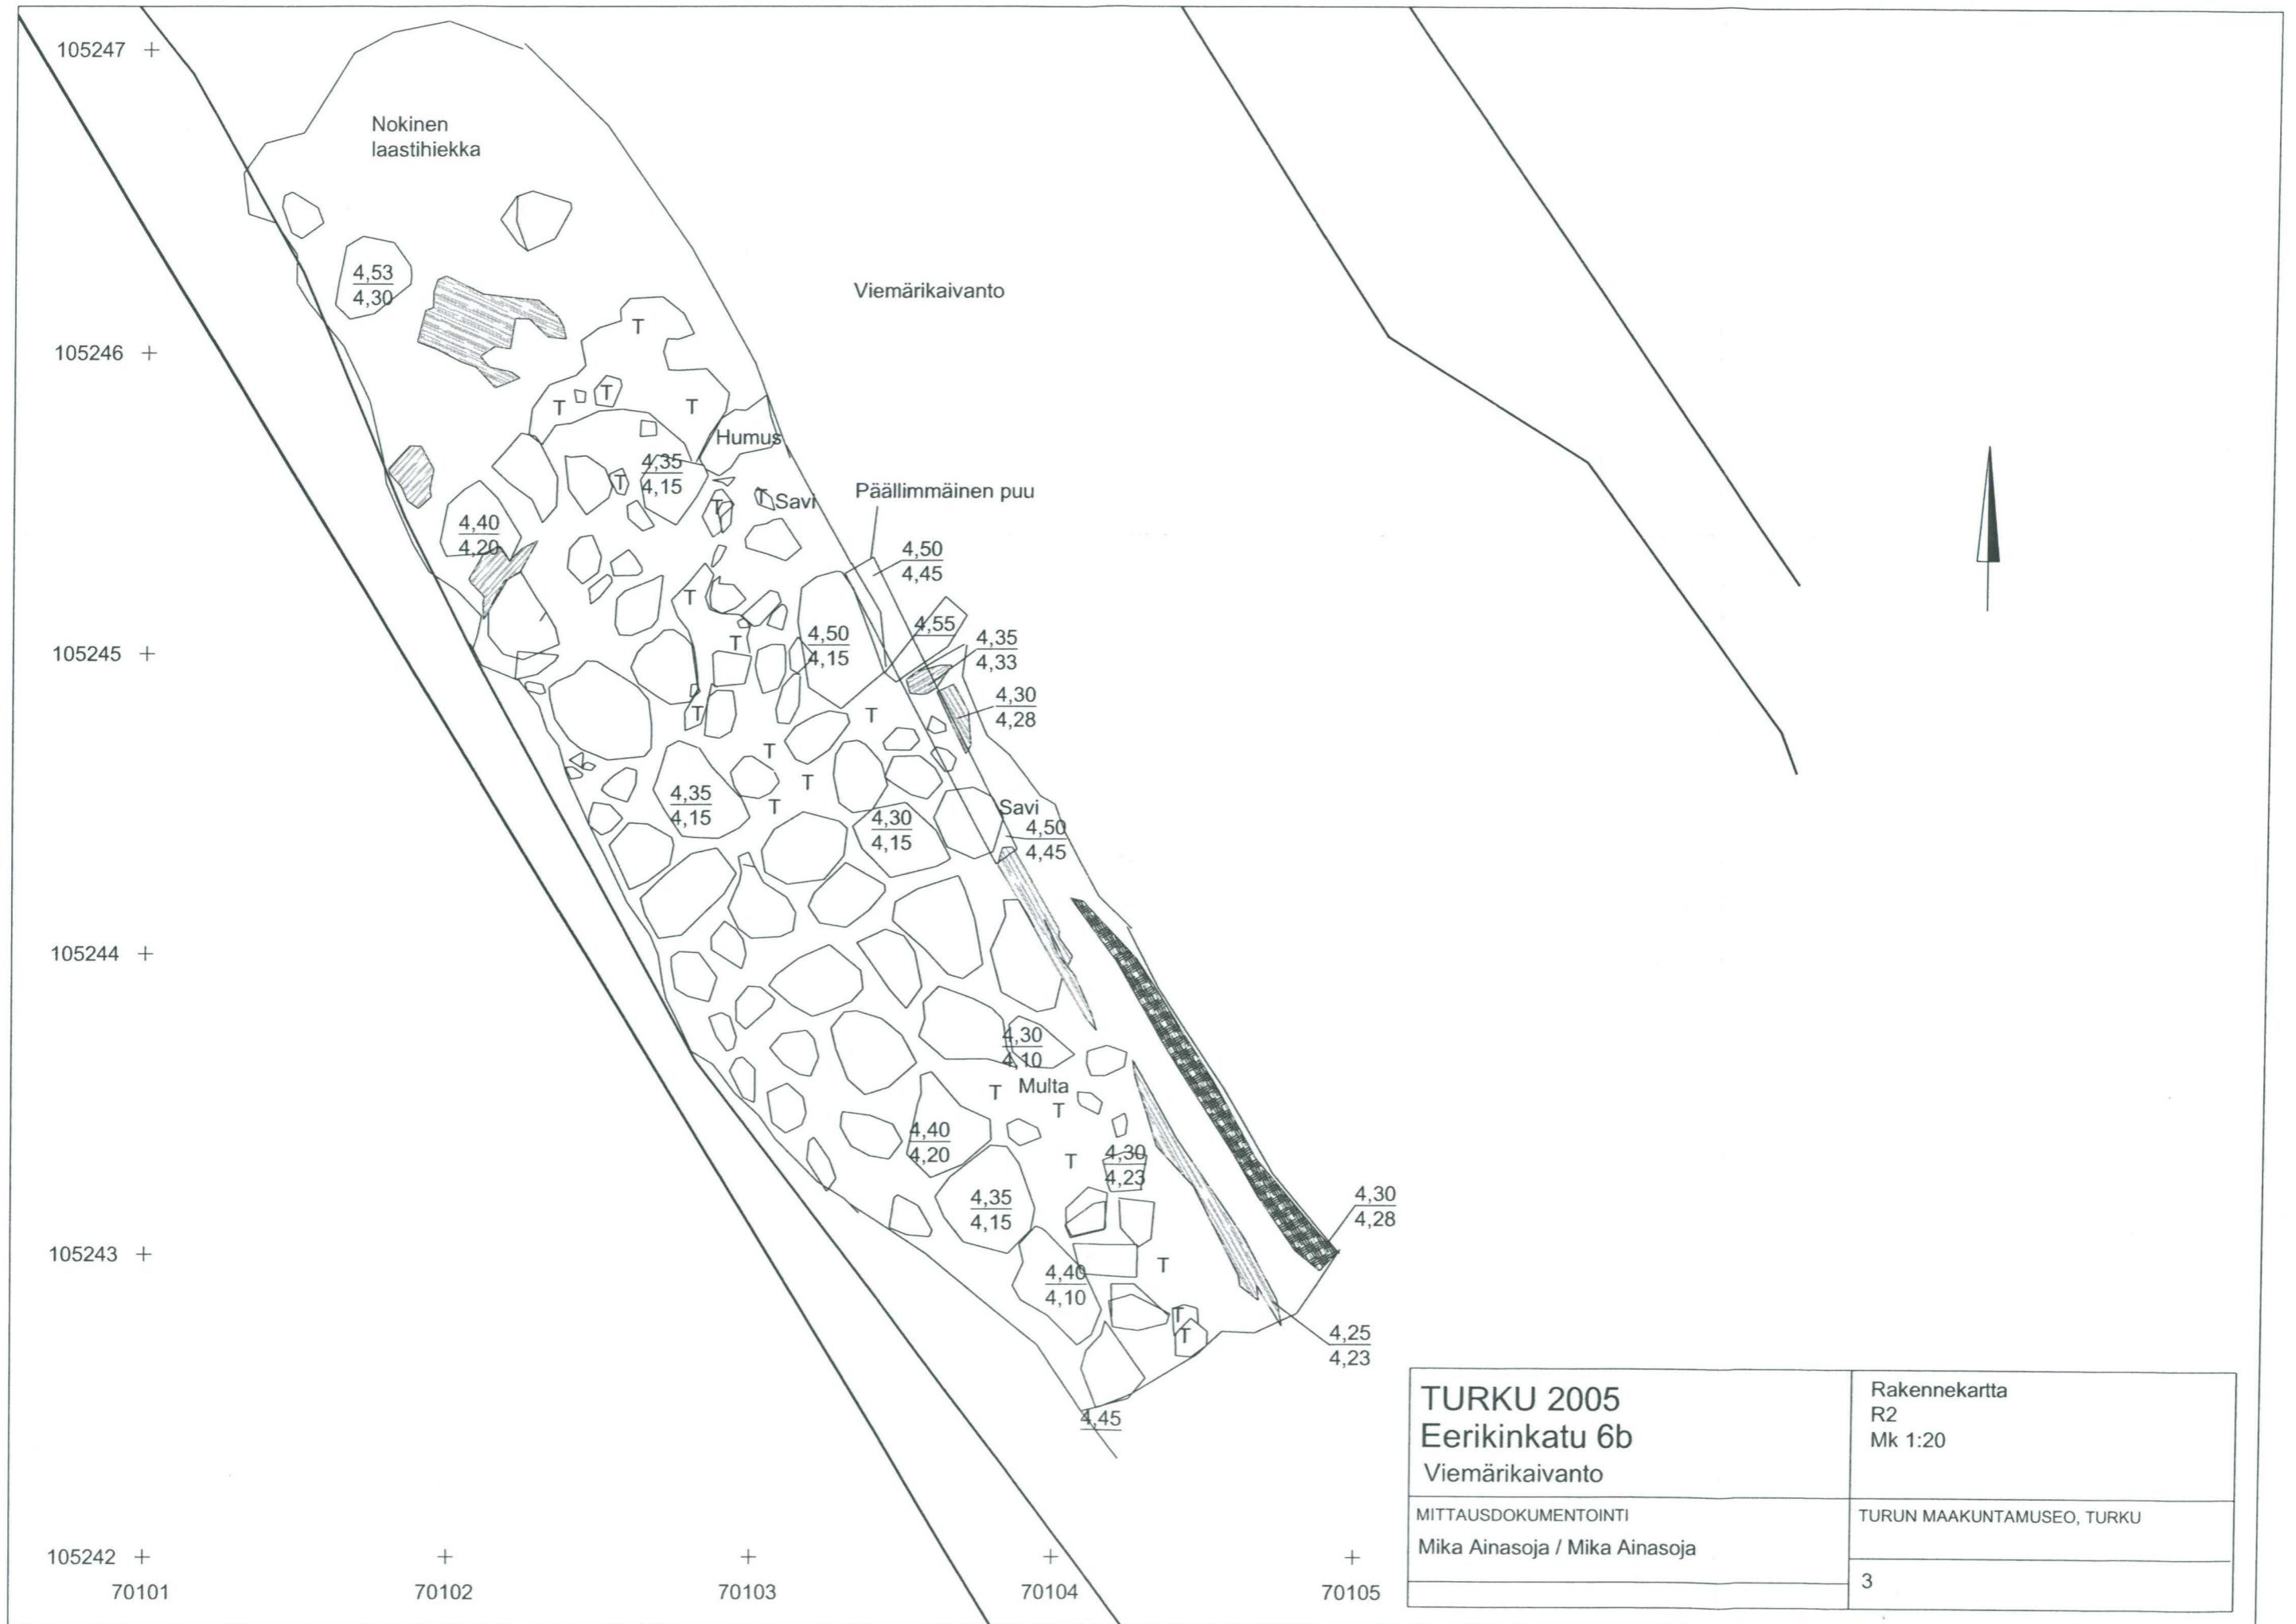 105247
Nokinen
laastihiekka
4,53
4,30
Viemärikaivanto
T
105246
T
T
T
Humus
4,35
4,15
T
T
T
Savi
Päällimmäinen puu
4,40
4,20
4,50
4,45
T
4,55
T
4,50
4,15
4,35
4,33
105245
4,30
4,28
T
T
T
T
4,35
4,15
T
4,30
4,15
Savi
4,50
4,45
105244
4,30
4,10
T
Multa
T
4,40
4,20
T
4,30
4,23
4,35
4,15
4,30
4,28
105243
T
4,40
4,10
T
T
4,25
4,23
4,45
TURKU 2005
Eerikinkatu 6b
Viemärikaivanto
Rakennekartta
R2
Mk 1:20
MITTAUSDOKUMENTOINTI
Mika Ainasoja / Mika Ainasoja
TURUN MAAKUNTAMUSEO, TURKU
3
105242
70101
70102
70103
70104
70105